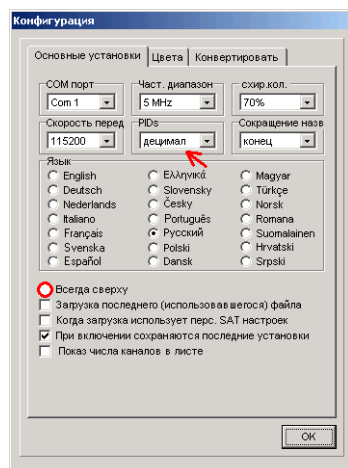 Конфигурация
Основные установки Цвета Конвертировать
COM порт Част. диапазон схир.кол.
Com 1 5 MHz 70%
Скорость перед PIDs Сокращение назв
115200 децимал конец
Язык
English Ελληνικά Magyar
Deutsch Slovensky Türkçe
Nederlands Česky Norsk
Italiano Português Romana
Français Русский Suomalainen
Svenska Polski Hrvatski
Español Dansk Srpski
Всегда сверху
Загрузка последнего (использовавшегося) файла
Когда загрузка использует перс. SAT настроек
При включении сохраняются последние установки
Показ числа каналов в листе
OK